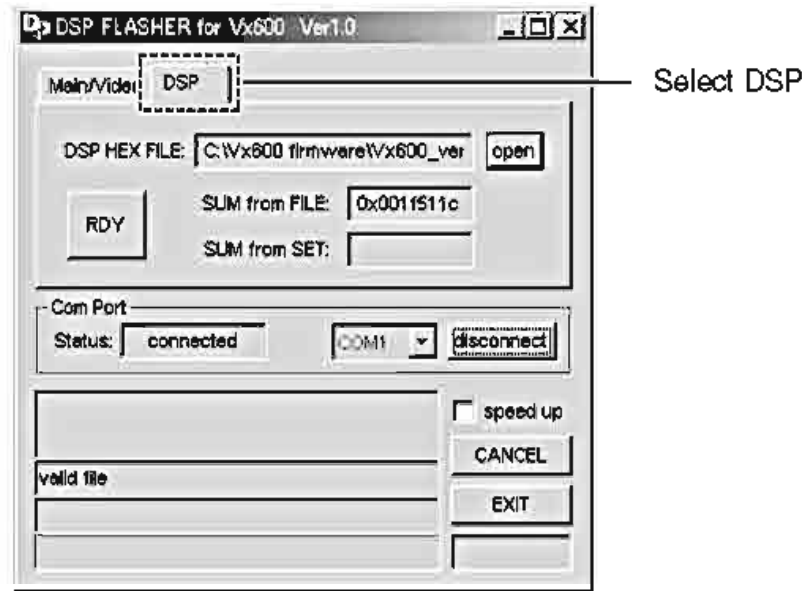 DSP FLASHER for Vx600 Ver1.0
Main/Video DSP
Select DSP
DSP HEX FILE: C:\Vx600 firmware\Vx600_ver open
RDY
SUM from FILE: 0x001f511c
SUM from SET:
Com Port
Status: connected COM1 disconnect
speed up
CANCEL
valid file
EXIT